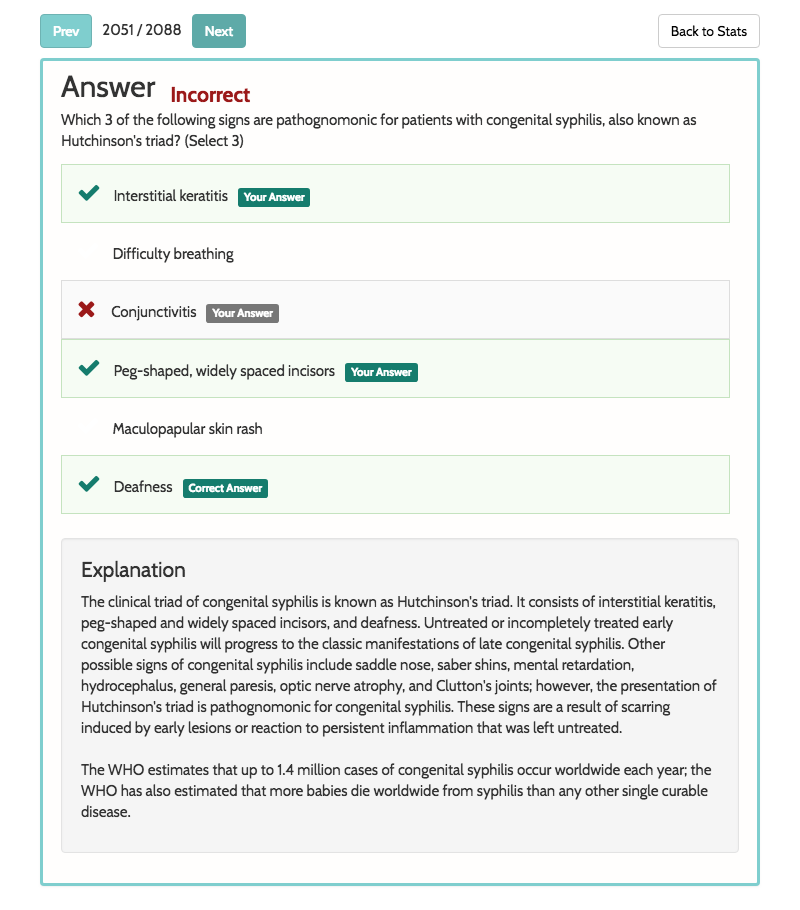 Prev 2051 / 2088 Next Back to Stats
Answer Incorrect
Which 3 of the following signs are pathognomonic for patients with congenital syphilis, also known as
Hutchinson's triad? (Select 3)
Interstitial keratitis Your Answer
Difficulty breathing
Conjunctivitis Your Answer
Peg-shaped, widely spaced incisors Your Answer
Maculopapular skin rash
Deafness Correct Answer
Explanation
The clinical triad of congenital syphilis is known as Hutchinson's triad. It consists of interstitial keratitis,
peg-shaped and widely spaced incisors, and deafness. Untreated or incompletely treated early
congenital syphilis will progress to the classic manifestations of late congenital syphilis. Other
possible signs of congenital syphilis include saddle nose, saber shins, mental retardation,
hydrocephalus, general paresis, optic nerve atrophy, and Clutton's joints; however, the presentation of
Hutchinson's triad is pathognomonic for congenital syphilis. These signs are a result of scarring
induced by early lesions or reaction to persistent inflammation that was left untreated.
The WHO estimates that up to 1.4 million cases of congenital syphilis occur worldwide each year; the
WHO has also estimated that more babies die worldwide from syphilis than any other single curable
disease.